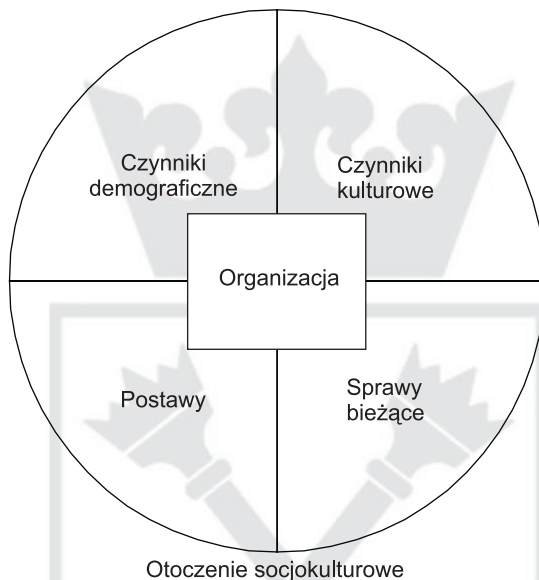 Czynniki
demograficzne
Czynniki
kulturowe
Organizacja
Postawy
Sprawy
bieżące
Otoczenie socjokulturowe